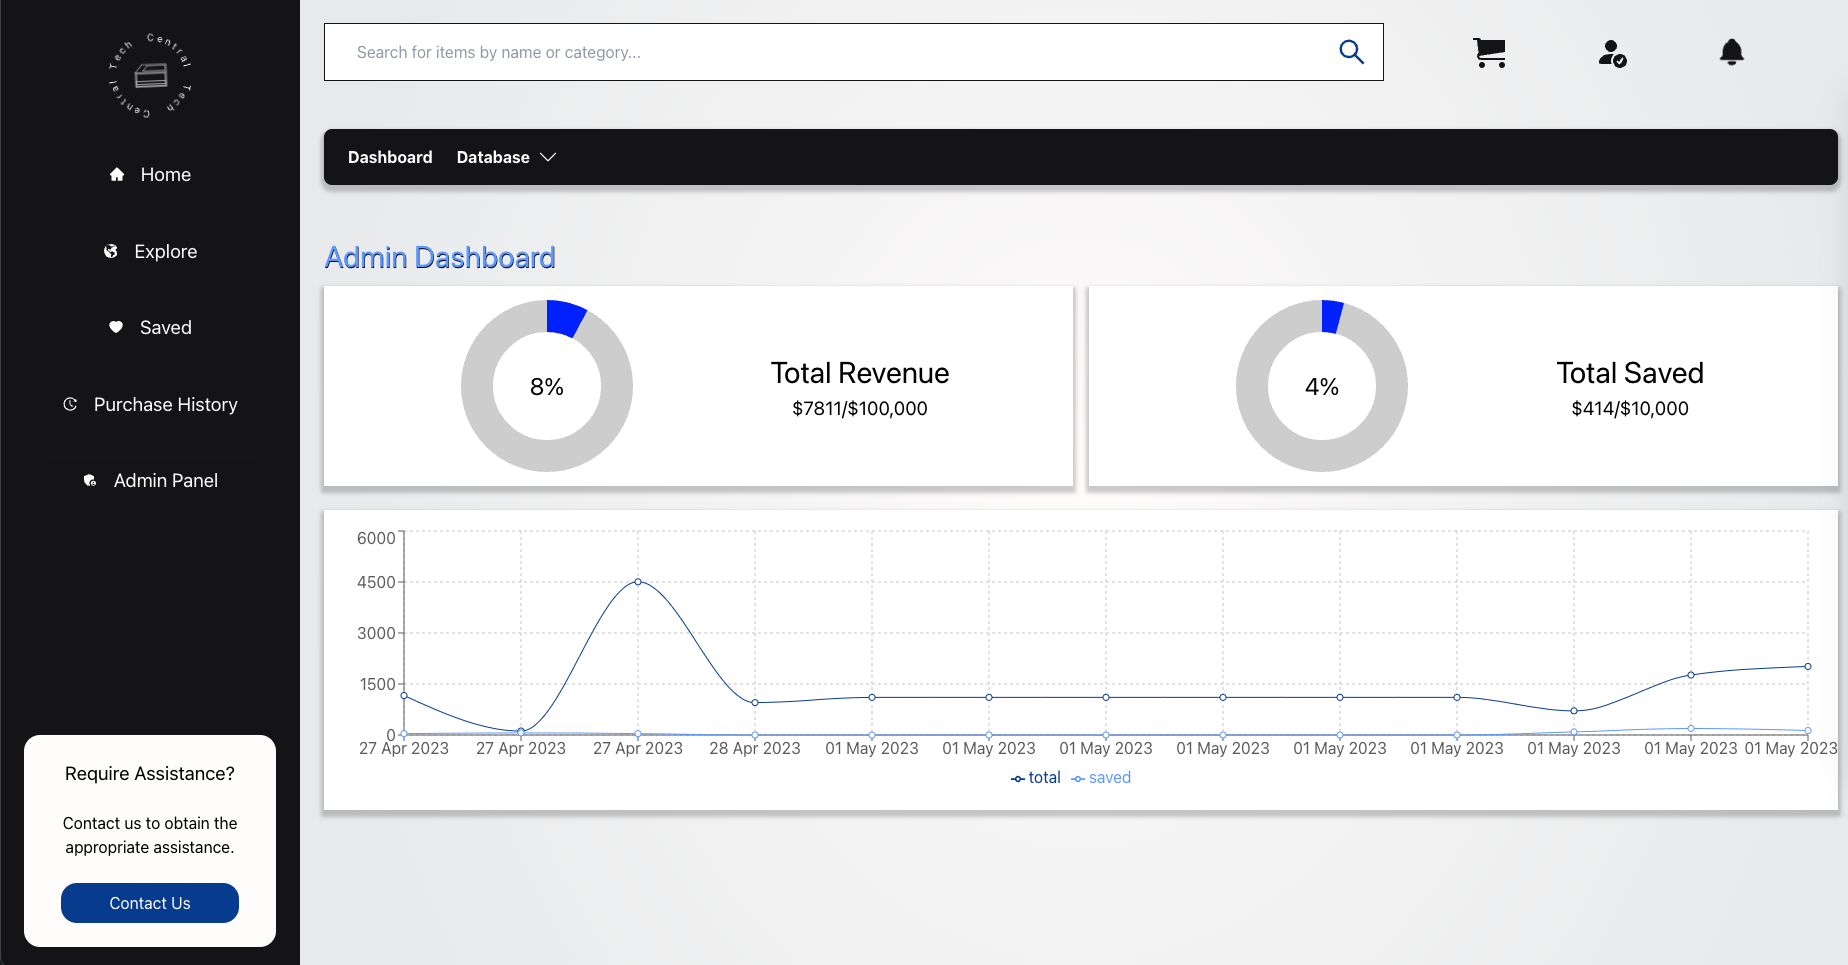 Tech Central Tech Central
Home
Explore
Saved
Purchase History
Admin Panel
Require Assistance?
Contact us to obtain the
appropriate assistance.
Contact Us
Search for items by name or category...
Dashboard Database
Admin Dashboard
8%
Total Revenue
$7811/$100,000
4%
Total Saved
$414/$10,000
6000
4500
3000
1500
0
27 Apr 2023 27 Apr 2023 27 Apr 2023 28 Apr 2023 01 May 2023 01 May 2023 01 May 2023 01 May 2023 01 May 2023 01 May 2023 01 May 2023 01 May 2023 01 May 2023
total saved